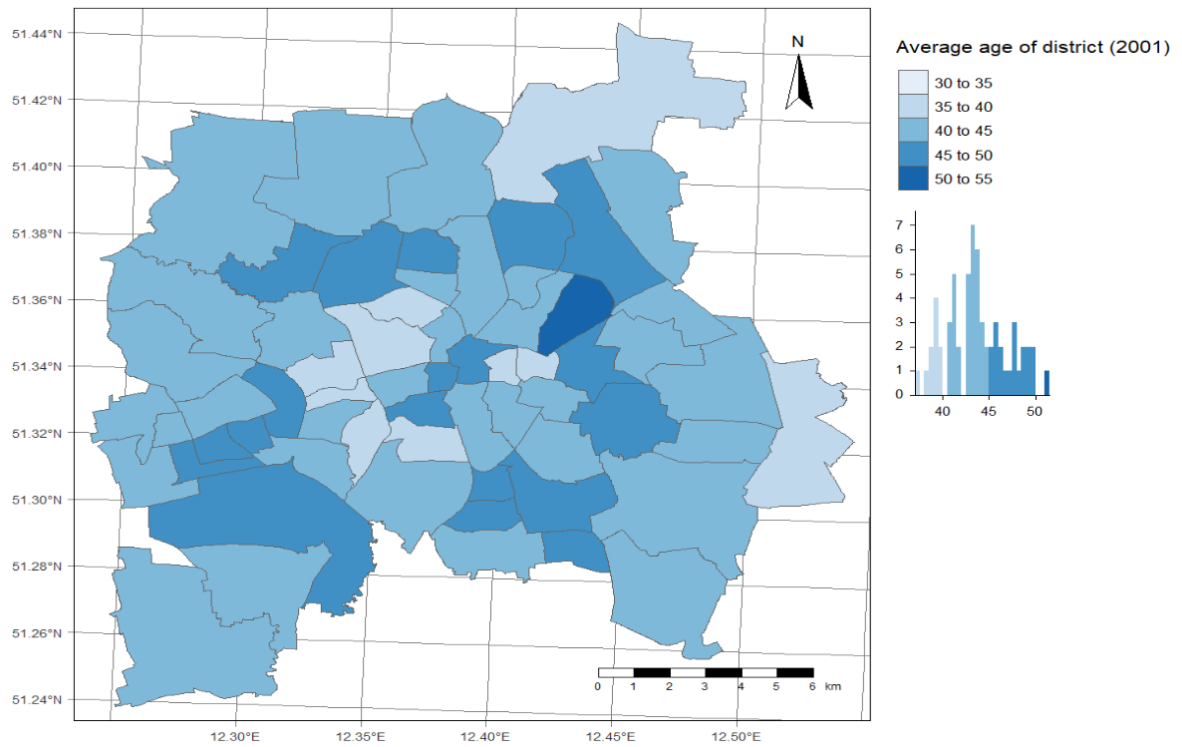 51.44°N
51.42°N
51.40°N
51.38°N
51.36°N
51.34°N
51.32°N
51.30°N
51.28°N
51.26°N
51.24°N
12.30°E 12.35°E 12.40°E 12.45°E 12.50°E
N
0 1 2 3 4 5 6 km
Average age of district (2001)
30 to 35
35 to 40
40 to 45
45 to 50
50 to 55
7
6
5
4
3
2
1
0
40 45 50